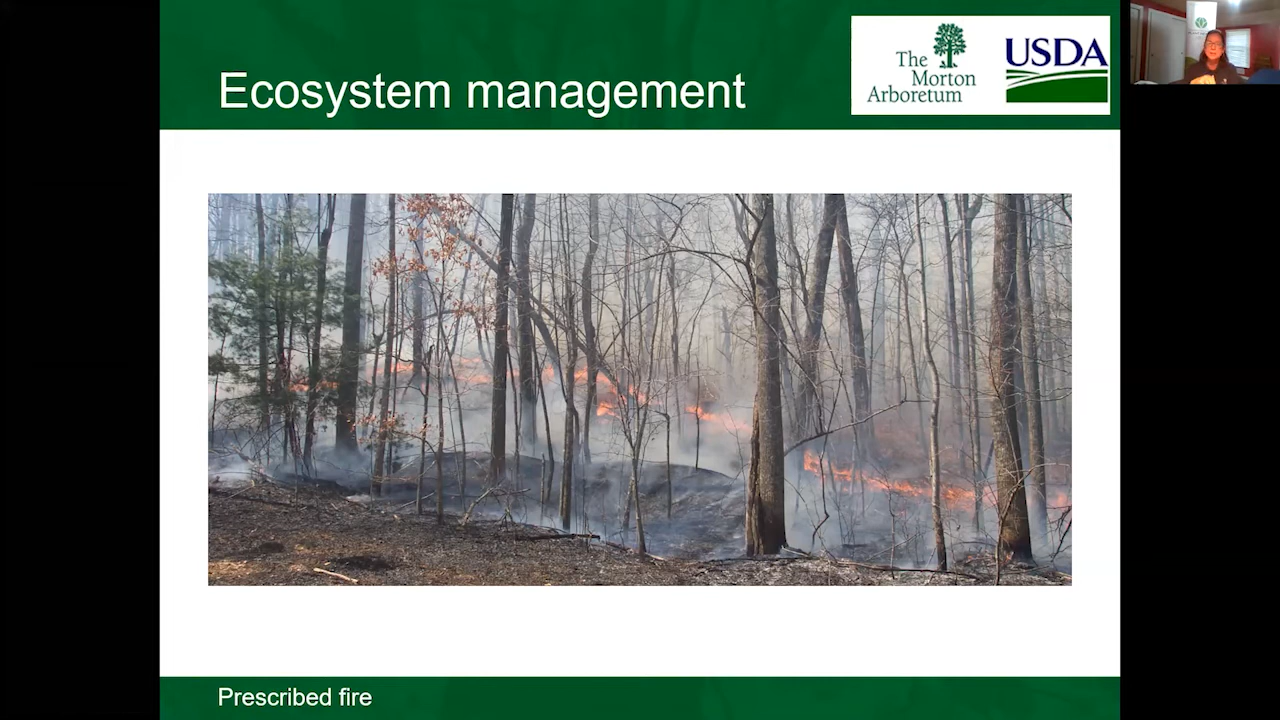 Ecosystem management
The
Morton
Arboretum
USDA
Prescribed fire